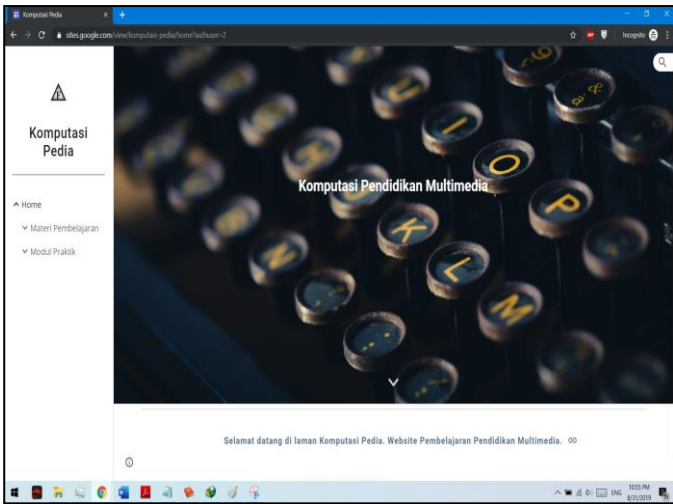 Komputasi Pedia
sites.google.com/view/komputasi-pedia/home?authuser=2
Incognito
Komputasi
Pedia
Home
Materi Pembelajaran
Modul Praktik
Komputasi Pendidikan Multimedia
U I O P
P
K L M
N
Selamat datang di laman Komputasi Pedia. Website Pembelajaran Pendidikan Multimedia.
ENG
10:55 PM
8/31/2019